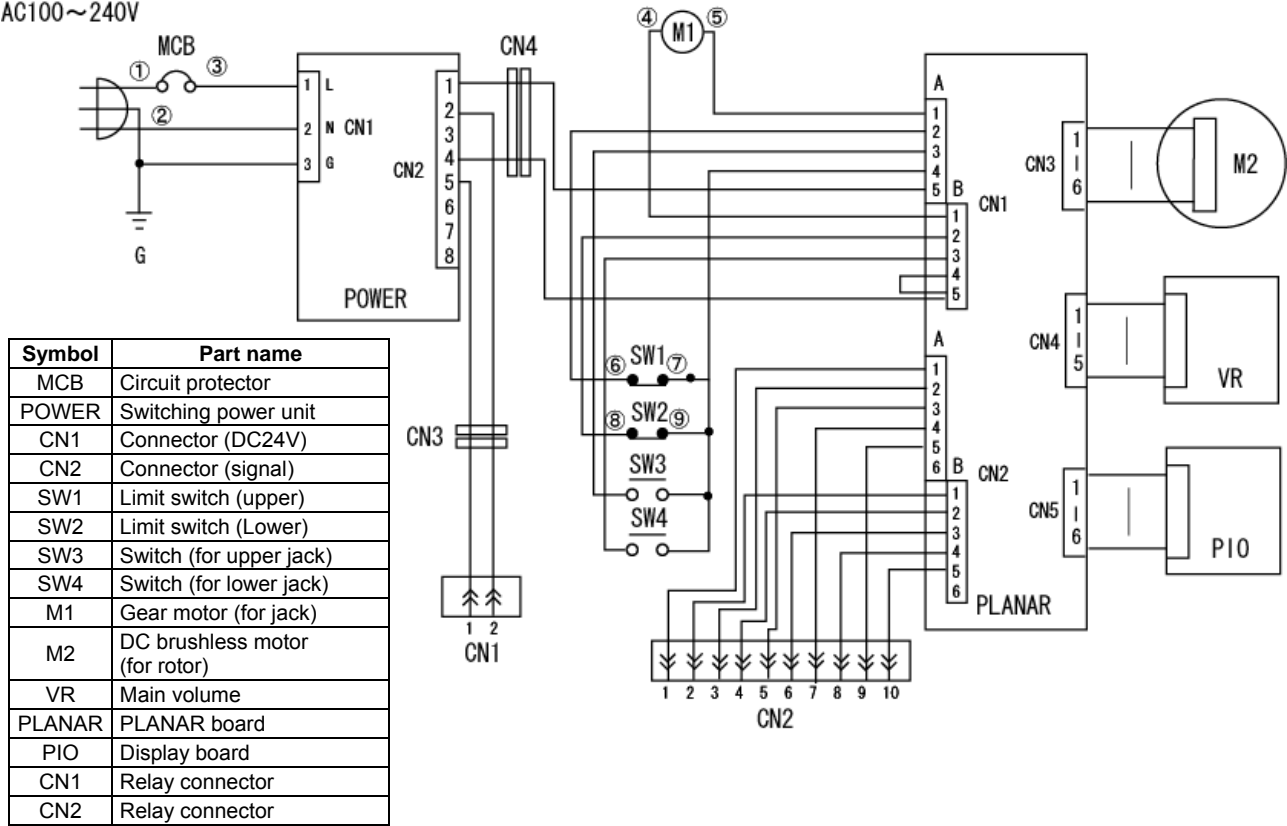 AC100～240V
MCB
① ③
②
G
1 L
2 N CN1
3 G
CN2
1
2
3
4
5
6
7
8
POWER
CN4
④ M1 ⑤
A
1
2
3
4
5 B
CN1
1
2
3
4
5
CN3
1
|
6
M2
CN4
1
|
5
VR
CN5
1
|
6
PIO
A
1
2
3
4
5
6 B
CN2
1
2
3
4
5
6
PLANAR
⑥ SW1 ⑦
⑧ SW2 ⑨
SW3
SW4
CN3
1 2
CN1
1 2 3 4 5 6 7 8 9 10
CN2
Symbol Part name
MCB Circuit protector
POWER Switching power unit
CN1 Connector (DC24V)
CN2 Connector (signal)
SW1 Limit switch (upper)
SW2 Limit switch (Lower)
SW3 Switch (for upper jack)
SW4 Switch (for lower jack)
M1 Gear motor (for jack)
M2 DC brushless motor
(for rotor)
VR Main volume
PLANAR PLANAR board
PIO Display board
CN1 Relay connector
CN2 Relay connector